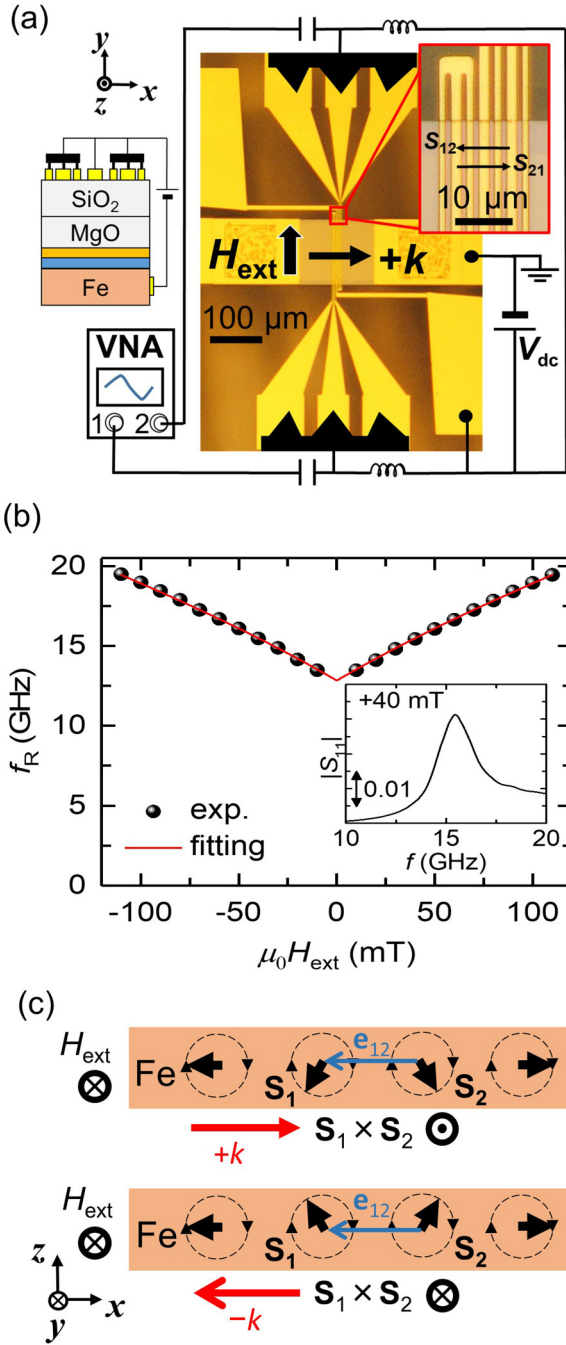 (a)
y
x
z
SiO2
MgO
Fe
VNA
1 2
S12
S21
10 μm
Hext
+k
100 μm
Vdc
(b)
20
15
10
5
0
fR (GHz)
-100 -50 0 50 100
μ0Hext (mT)
exp.
fitting
+40 mT
|S11|
0.01
10 15 20
f (GHz)
(c)
Hext
Fe
S1
e12
S2
+k
S1 × S2
Hext
Fe
S1
e12
S2
z
y
x
−k
S1 × S2